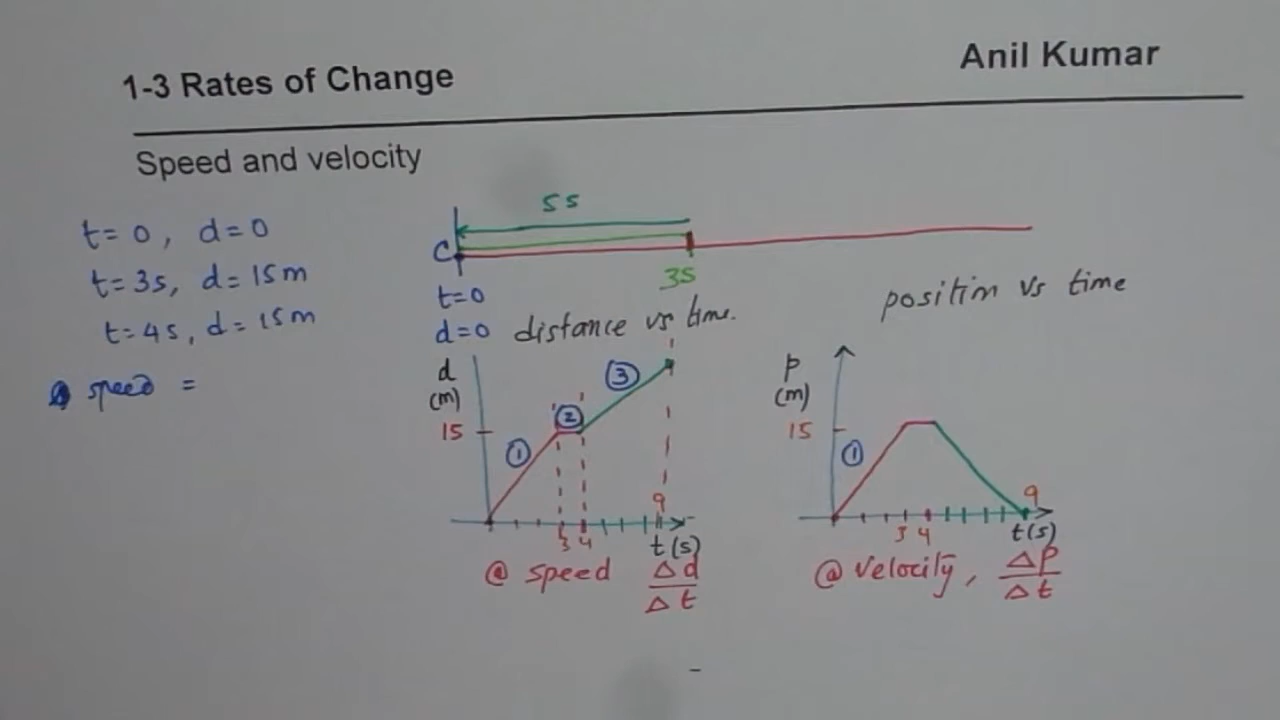 1-3 Rates of Change
Anil Kumar
Speed and velocity
t=0, d=0
t=3s, d=15m
t=4s, d=15m
speed =
5s
C
3s
t=0
d=0
distance vs time.
position vs time
d
(m)
15
① ② ③
3 4 9
t(s)
@ speed Δd/Δt
P
(m)
15
①
3 4 9
t(s)
@ velocity, Δp/Δt